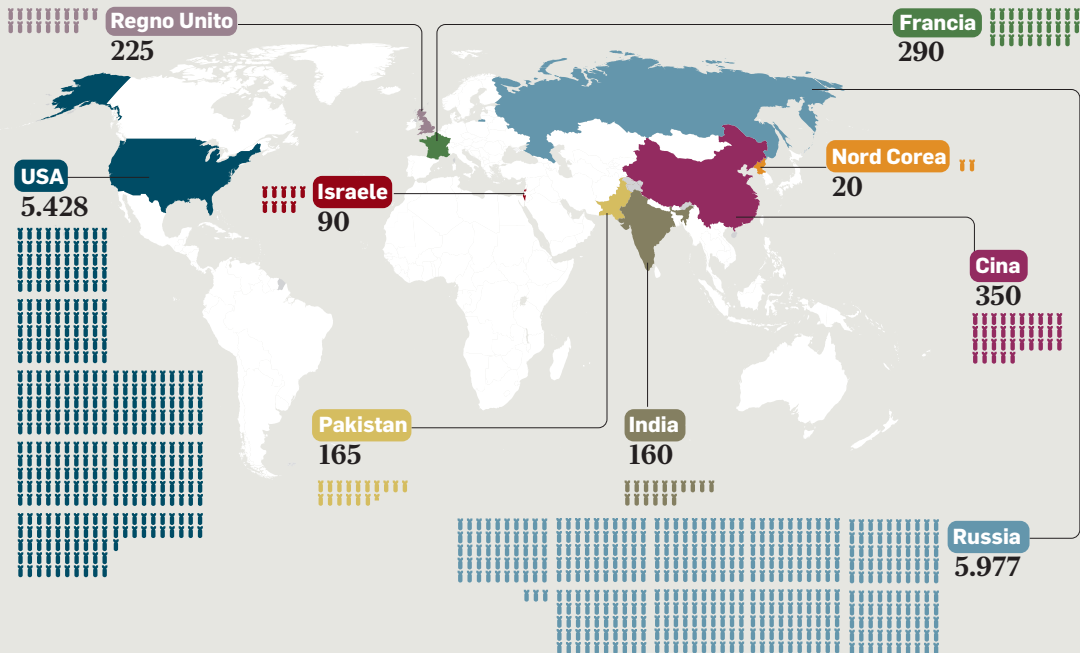 Regno Unito
225
Francia
290
USA
5.428
Israele
90
Nord Corea
20
Cina
350
Pakistan
165
India
160
Russia
5.977